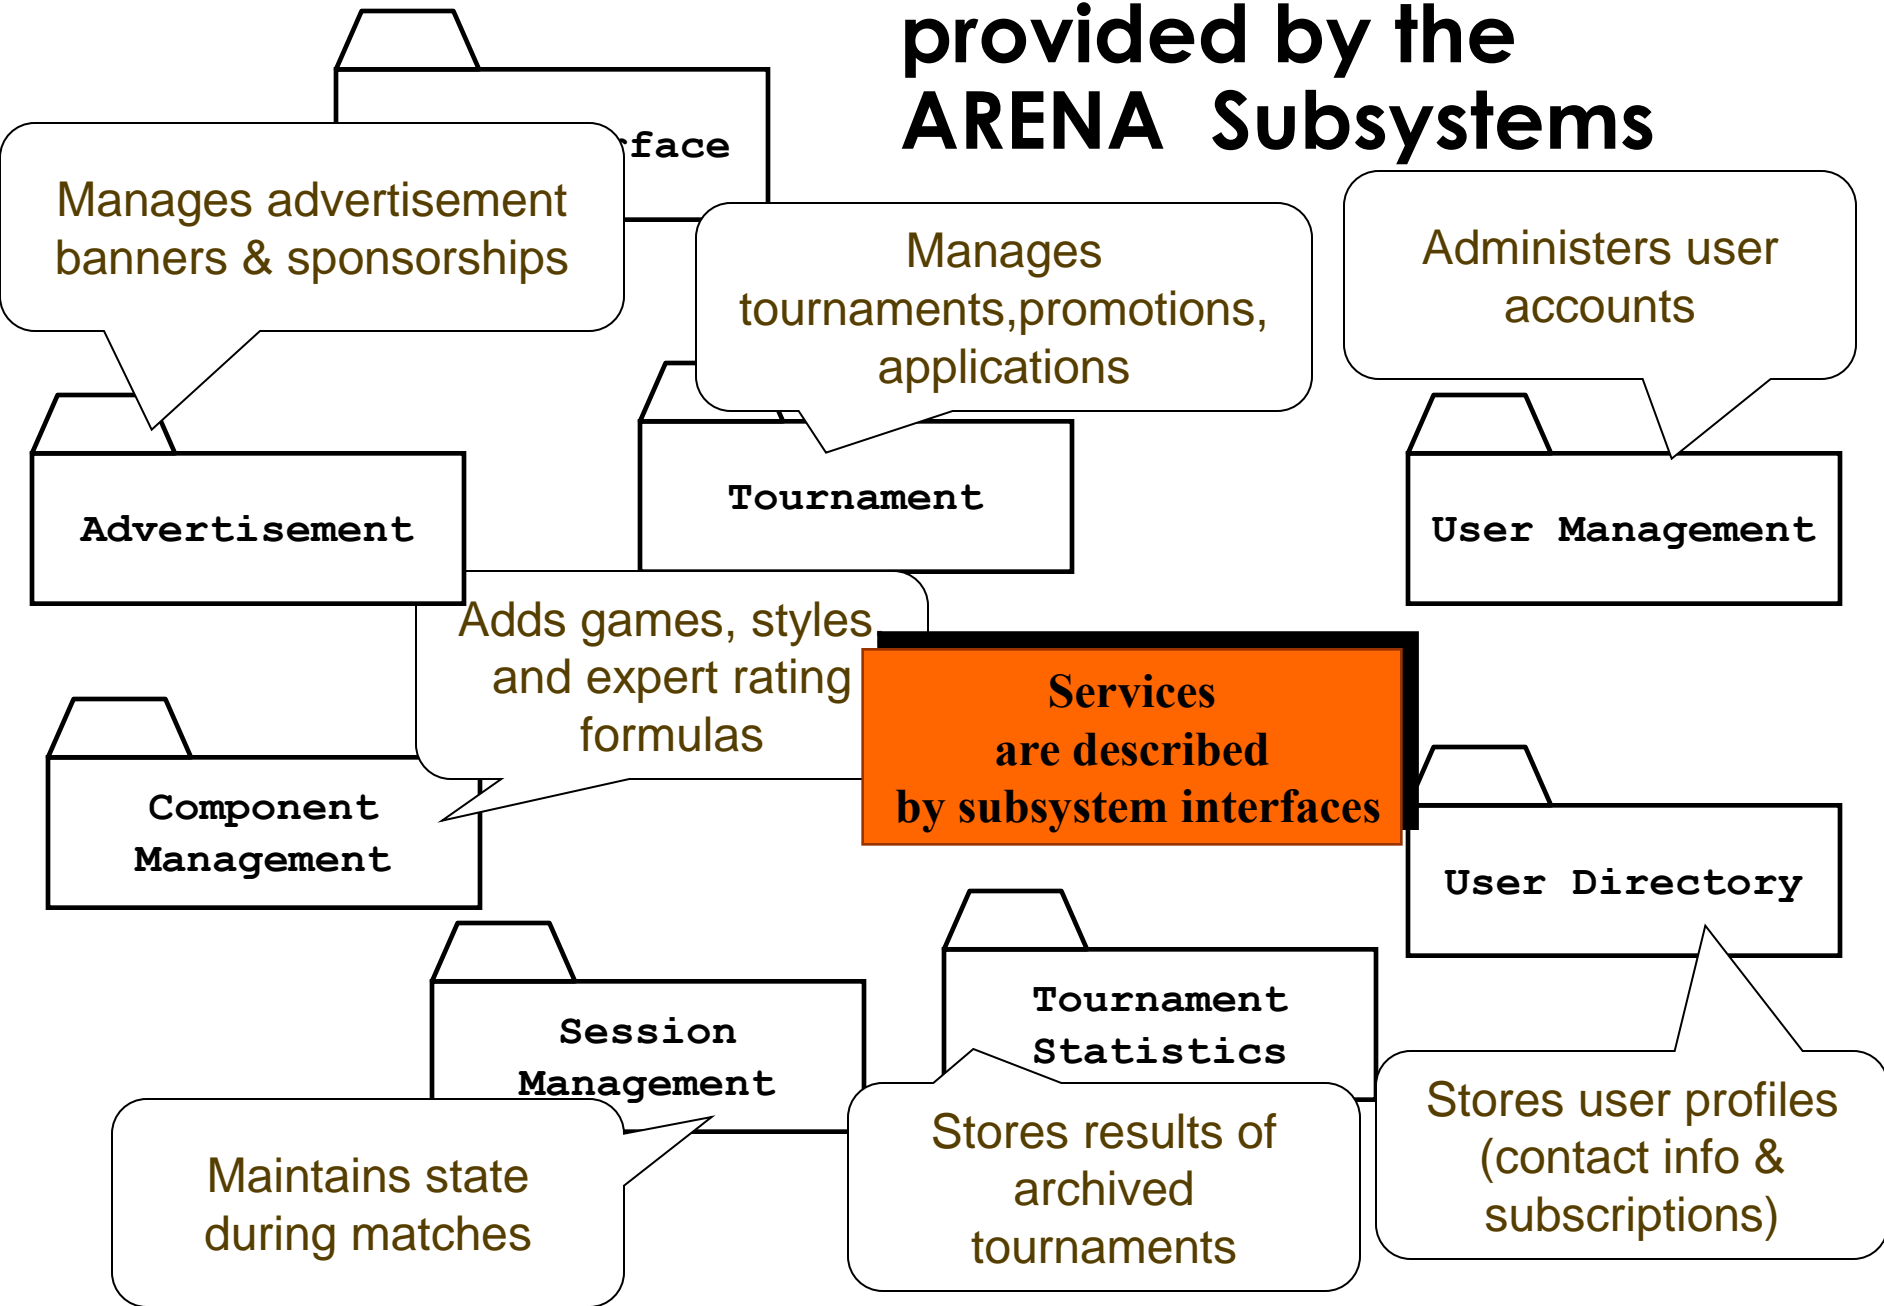 provided by the
ARENA Subsystems
Manages advertisement
banners & sponsorships
Manages
tournaments,promotions,
applications
Administers user
accounts
Advertisement
Tournament
User Management
Adds games, styles
and expert rating
formulas
Services
are described
by subsystem interfaces
Component
Management
User Directory
Session
Management
Tournament
Statistics
Maintains state
during matches
Stores results of
archived
tournaments
Stores user profiles
(contact info &
subscriptions)